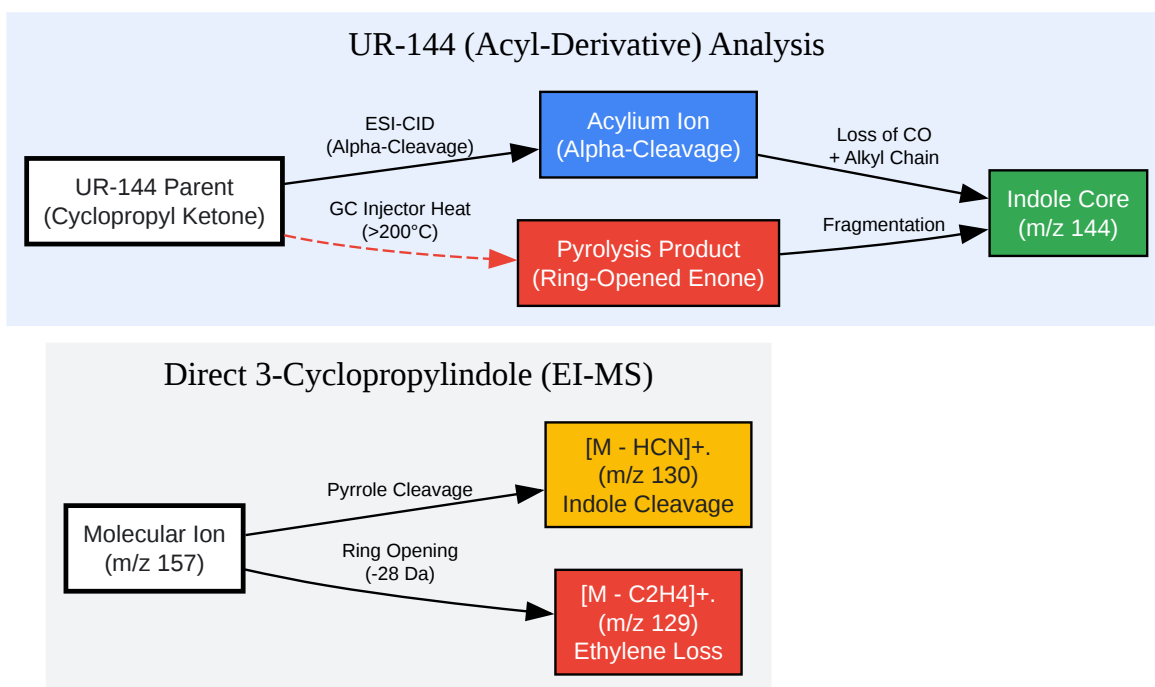 UR-144 (Acyl-Derivative) Analysis
UR-144 Parent
(Cyclopropyl Ketone)
ESI-CID
(Alpha-Cleavage)
GC Injector Heat
(>200°C)
Acylium Ion
(Alpha-Cleavage)
Pyrolysis Product
(Ring-Opened Enone)
Loss of CO
+ Alkyl Chain
Fragmentation
Indole Core
(m/z 144)
Direct 3-Cyclopropylindole (EI-MS)
Molecular Ion
(m/z 157)
Pyrrole Cleavage
Ring Opening
(-28 Da)
[M - HCN]+.
(m/z 130)
Indole Cleavage
[M - C2H4]+.
(m/z 129)
Ethylene Loss